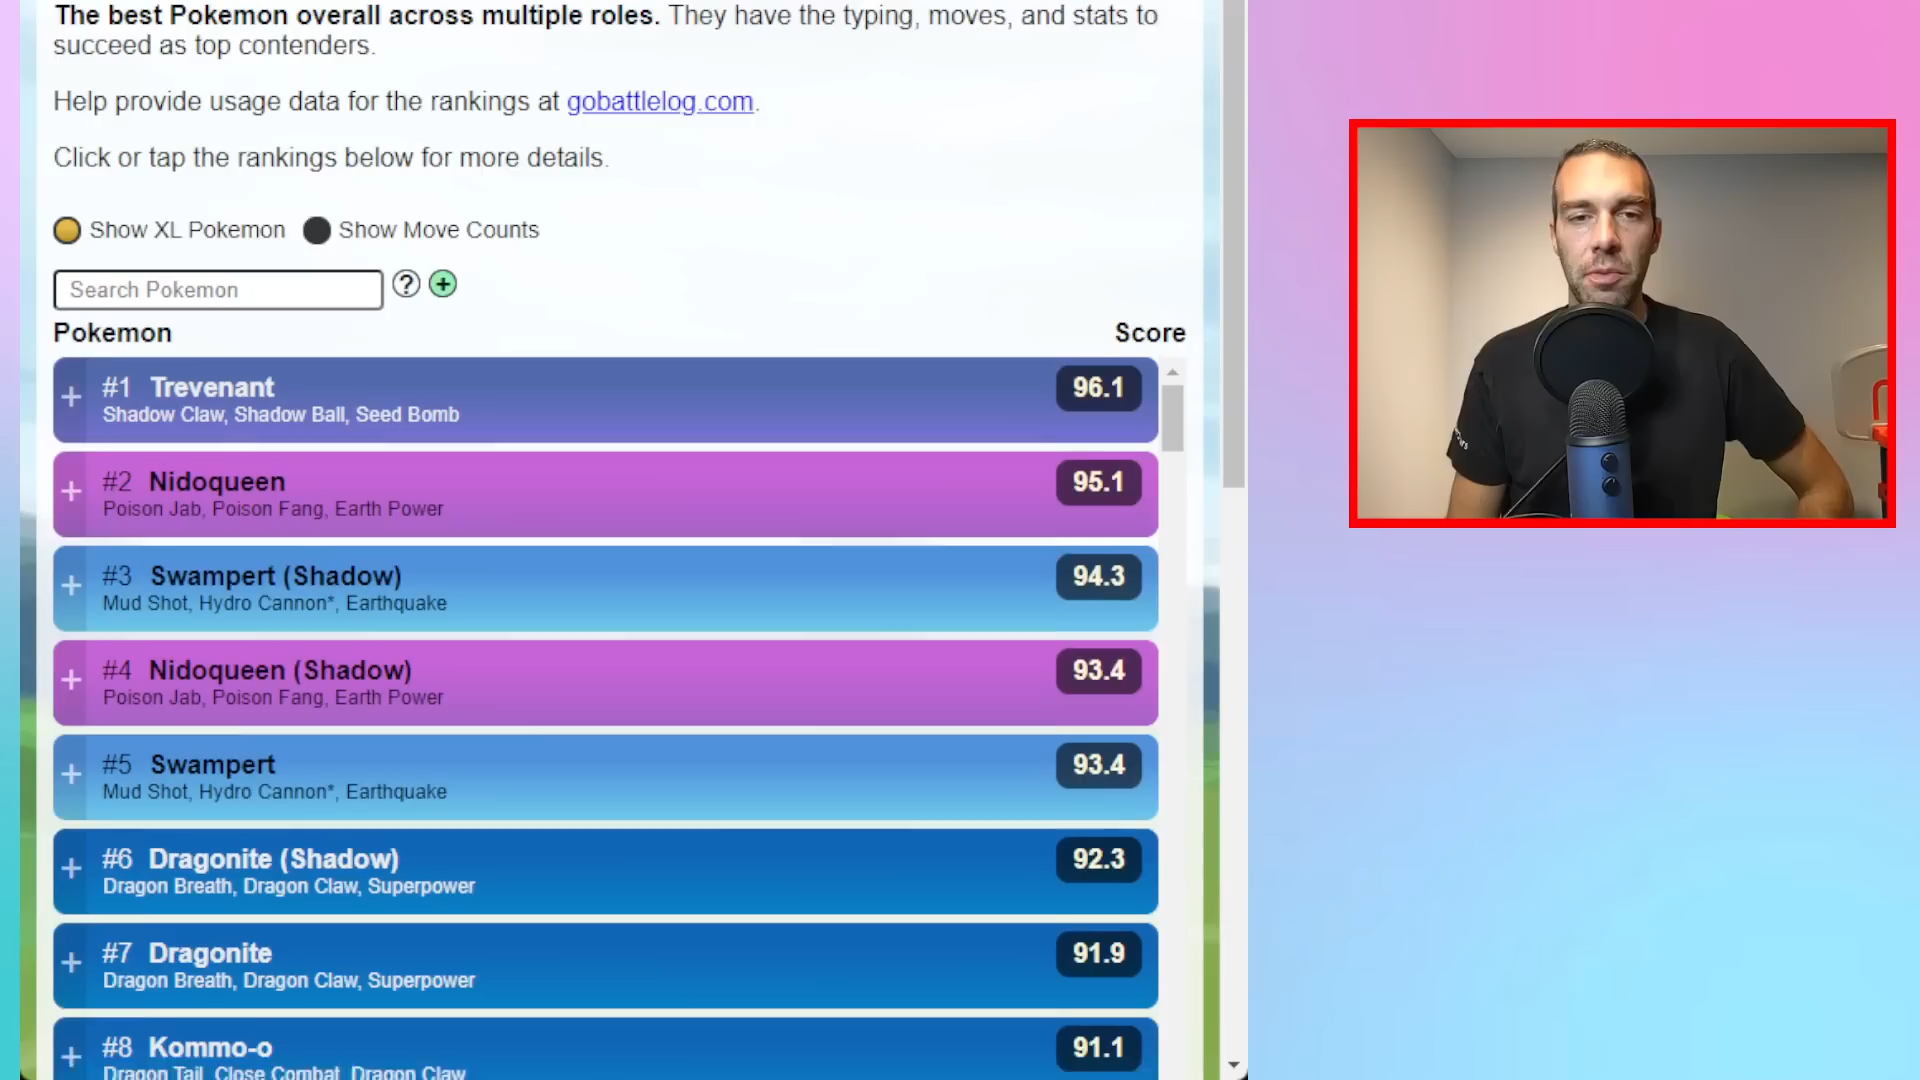 The best Pokemon overall across multiple roles. They have the typing, moves, and stats to
succeed as top contenders.
Help provide usage data for the rankings at gobattlelog.com.
Click or tap the rankings below for more details.
Show XL Pokemon Show Move Counts
Search Pokemon ? +
Pokemon Score
+ #1 Trevenant 96.1
Shadow Claw, Shadow Ball, Seed Bomb
+ #2 Nidoqueen 95.1
Poison Jab, Poison Fang, Earth Power
+ #3 Swampert (Shadow) 94.3
Mud Shot, Hydro Cannon*, Earthquake
+ #4 Nidoqueen (Shadow) 93.4
Poison Jab, Poison Fang, Earth Power
+ #5 Swampert 93.4
Mud Shot, Hydro Cannon*, Earthquake
+ #6 Dragonite (Shadow) 92.3
Dragon Breath, Dragon Claw, Superpower
+ #7 Dragonite 91.9
Dragon Breath, Dragon Claw, Superpower
+ #8 Kommo-o 91.1
Dragon Tail, Close Combat, Dragon Claw